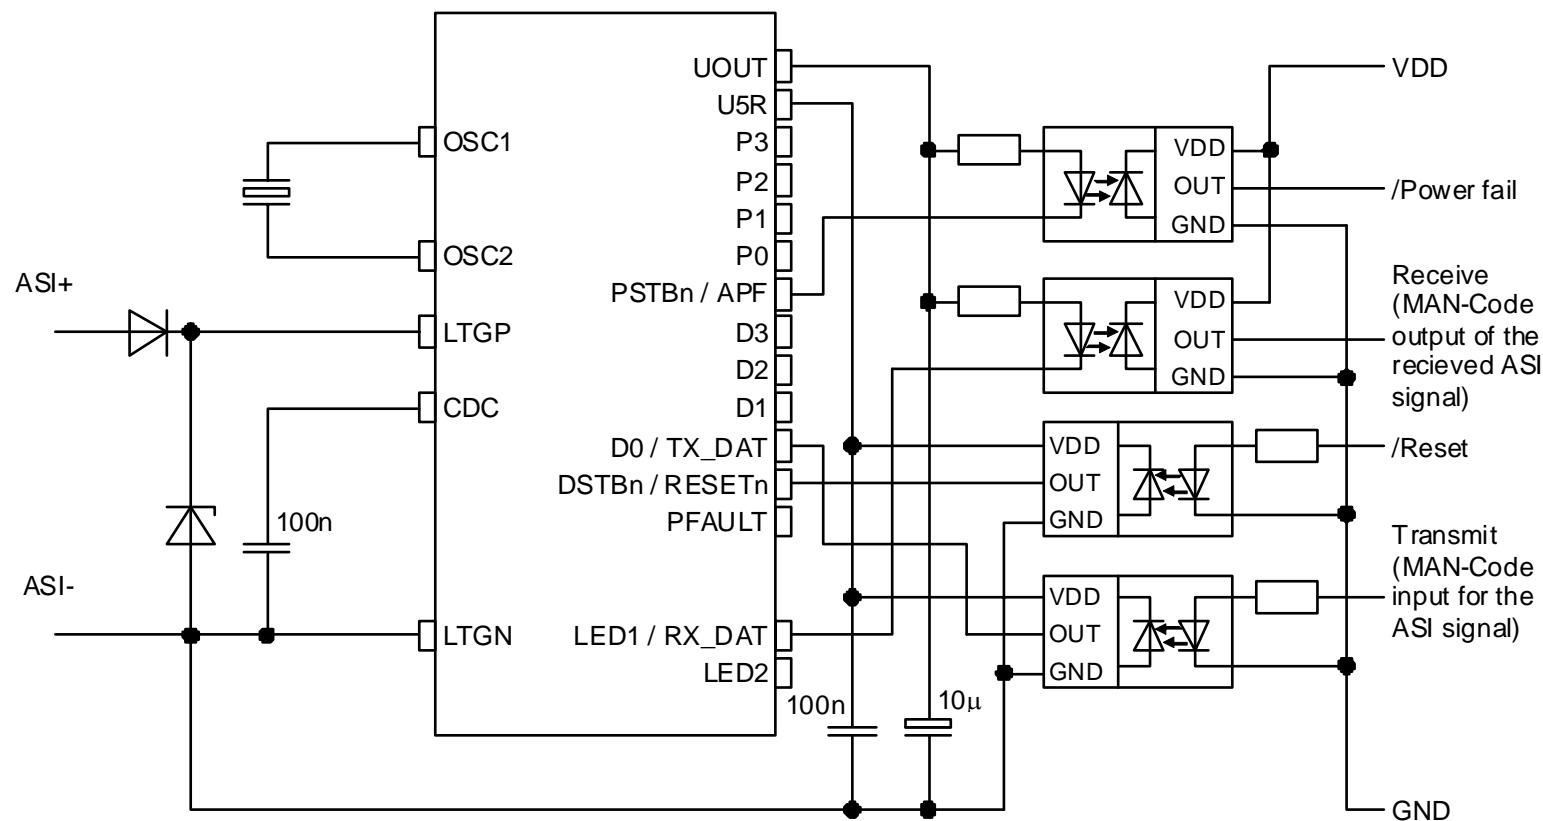 UOUT
U5R
P3
P2
P1
P0
PSTBn / APF
D3
D2
D1
D0 / TX_DAT
DSTBn / RESETn
PFAULT
LED1 / RX_DAT
LED2
OSC1
OSC2
LTGP
CDC
LTGN
ASI+
ASI-
100n
100n
10μ
VDD
OUT
GND
VDD
OUT
GND
VDD
OUT
GND
VDD
OUT
GND
VDD
/Power fail
Receive
(MAN-Code
output of the
recieved ASI
signal)
/Reset
Transmit
(MAN-Code
input for the
ASI signal)
GND